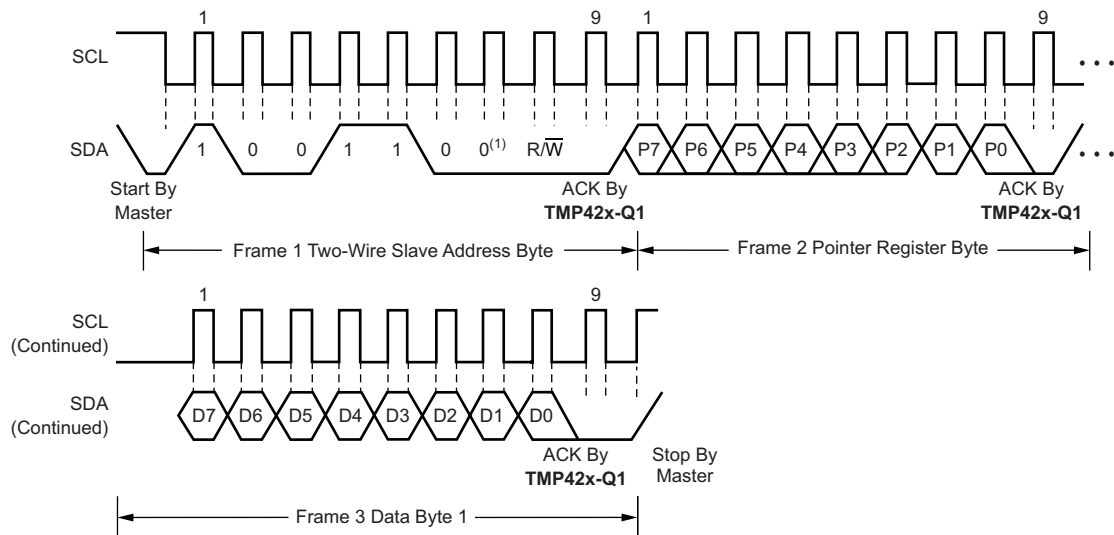 1 9 1 9
SCL
...
SDA 1 0 0 1 1 0 0(1) R/W̅ P7 P6 P5 P4 P3 P2 P1 P0 ...
Start By Master
ACK By TMP42x-Q1
ACK By TMP42x-Q1
Frame 1 Two-Wire Slave Address Byte
Frame 2 Pointer Register Byte
1 9
SCL
(Continued)
SDA
(Continued)
D7 D6 D5 D4 D3 D2 D1 D0
ACK By
TMP42x-Q1
Stop By
Master
Frame 3 Data Byte 1